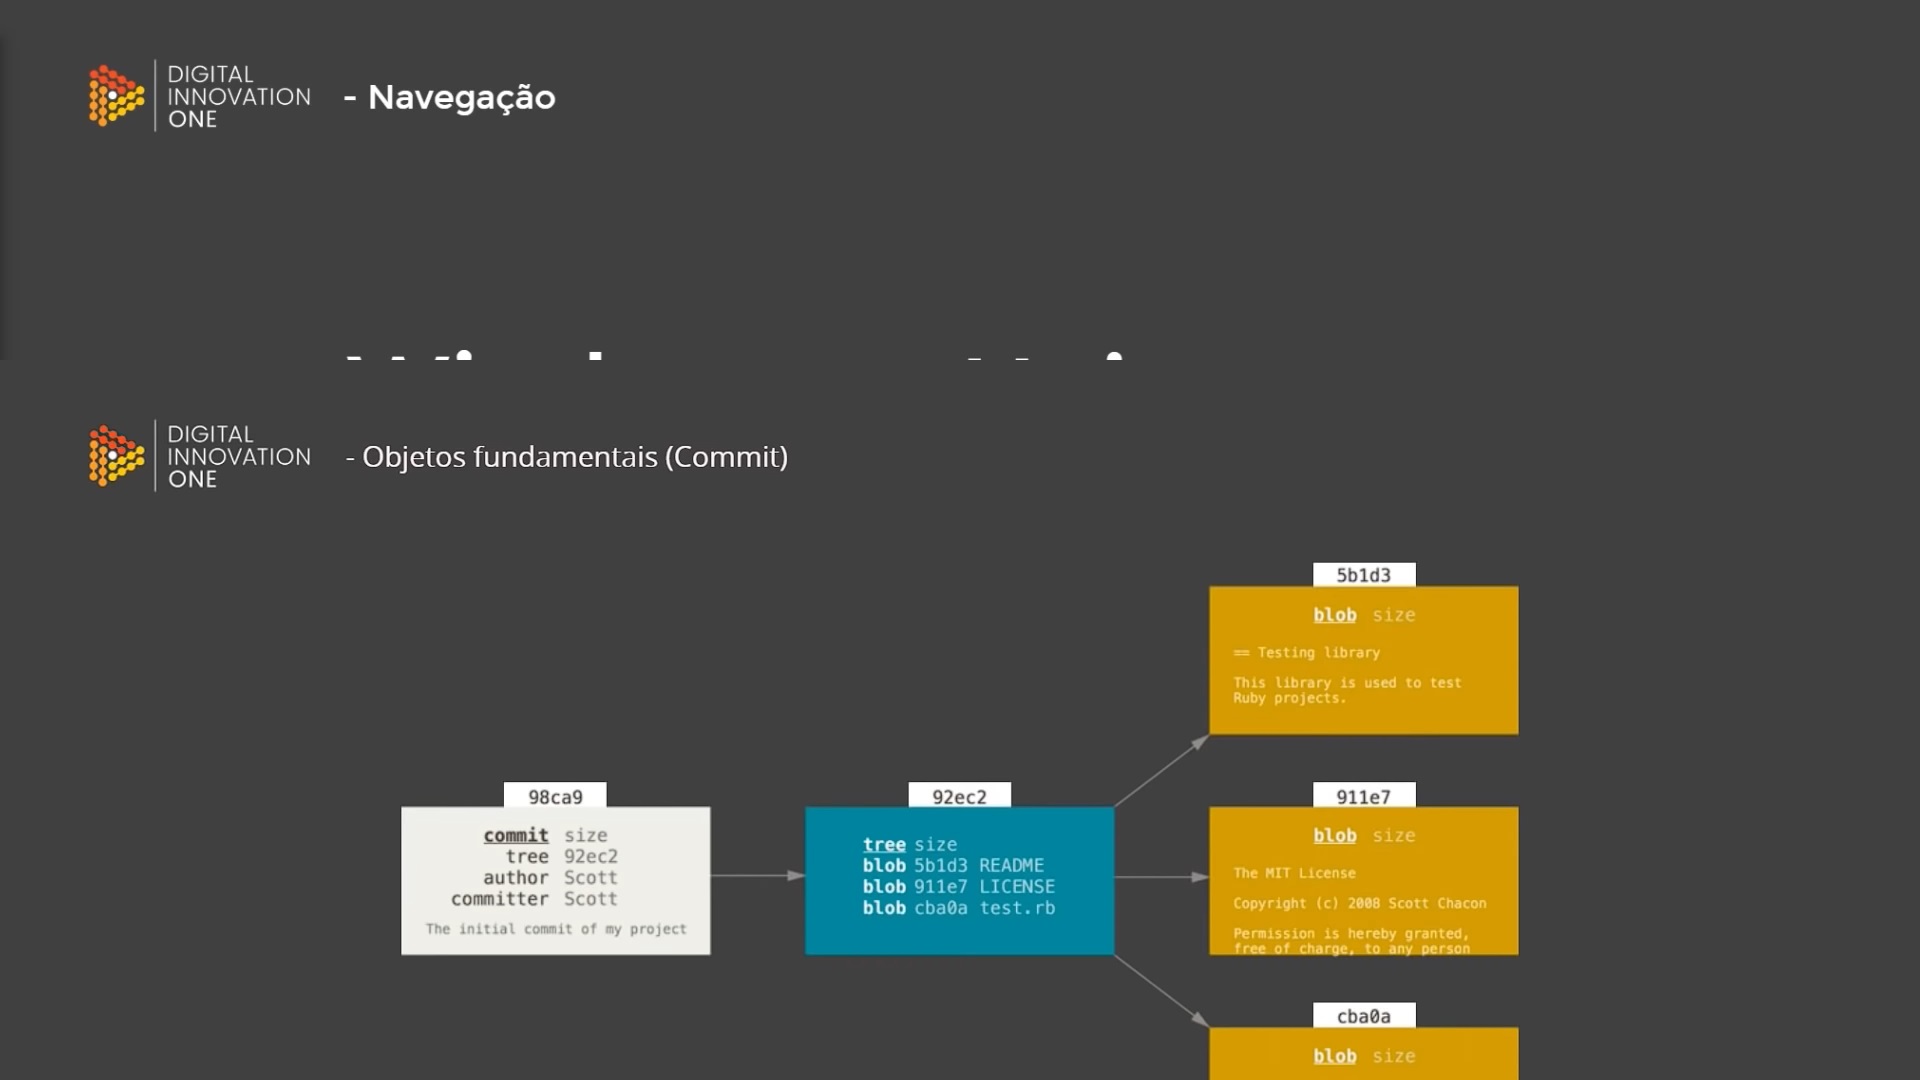 DIGITAL
INNOVATION
ONE
- Navegação
DIGITAL
INNOVATION
ONE
- Objetos fundamentais (Commit)
5b1d3
blob size
== Testing library
This library is used to test
Ruby projects.
98ca9
commit size
tree 92ec2
author Scott
committer Scott
The initial commit of my project
92ec2
tree size
blob 5b1d3 README
blob 911e7 LICENSE
blob cba0a test.rb
911e7
blob size
The MIT License
Copyright (c) 2008 Scott Chacon
Permission is hereby granted,
free of charge, to any person
cba0a
blob size